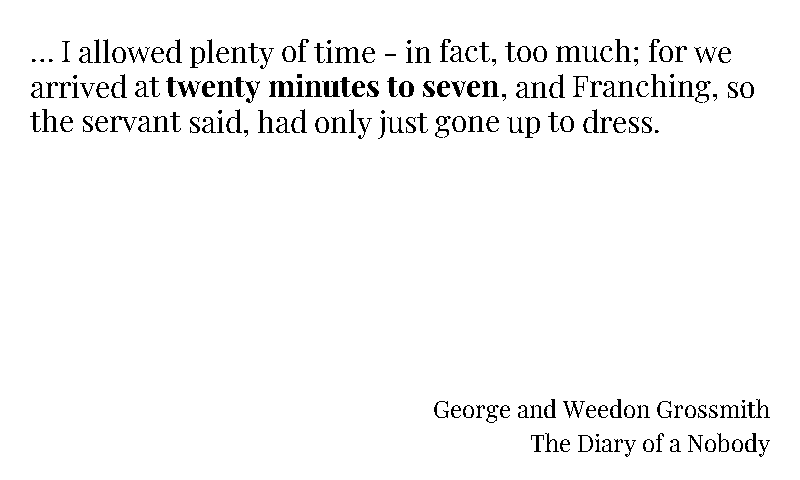 ... I allowed plenty of time – in fact, too much; for we
arrived at twenty minutes to seven, and Franching, so
the servant said, had only just gone up to dress.
George and Weedon Grossmith
The Diary of a Nobody